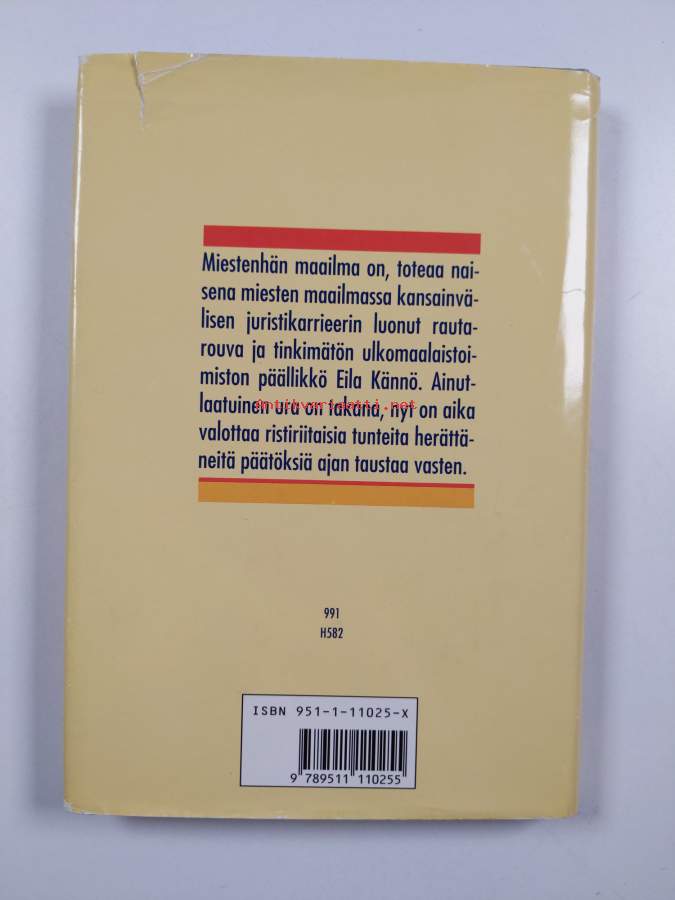 Miestenhän maailma on, toteaa nai-
sena miesten maailmassa kansainvä-
lisen juristikarrieerin luonut rauta-
rouva ja tinkimätön ulkomaalaistoi-
miston päällikkö Eila Kännö. Ainut-
laatuinen ura on takana, nyt on aika
Antikvariaatti.net
valottaa ristiriitaisia tunteita herättä-
neitä päätöksiä ajan taustaa vasten.
991
H582
ISBN 951-1-11025-X
9 789511 110255